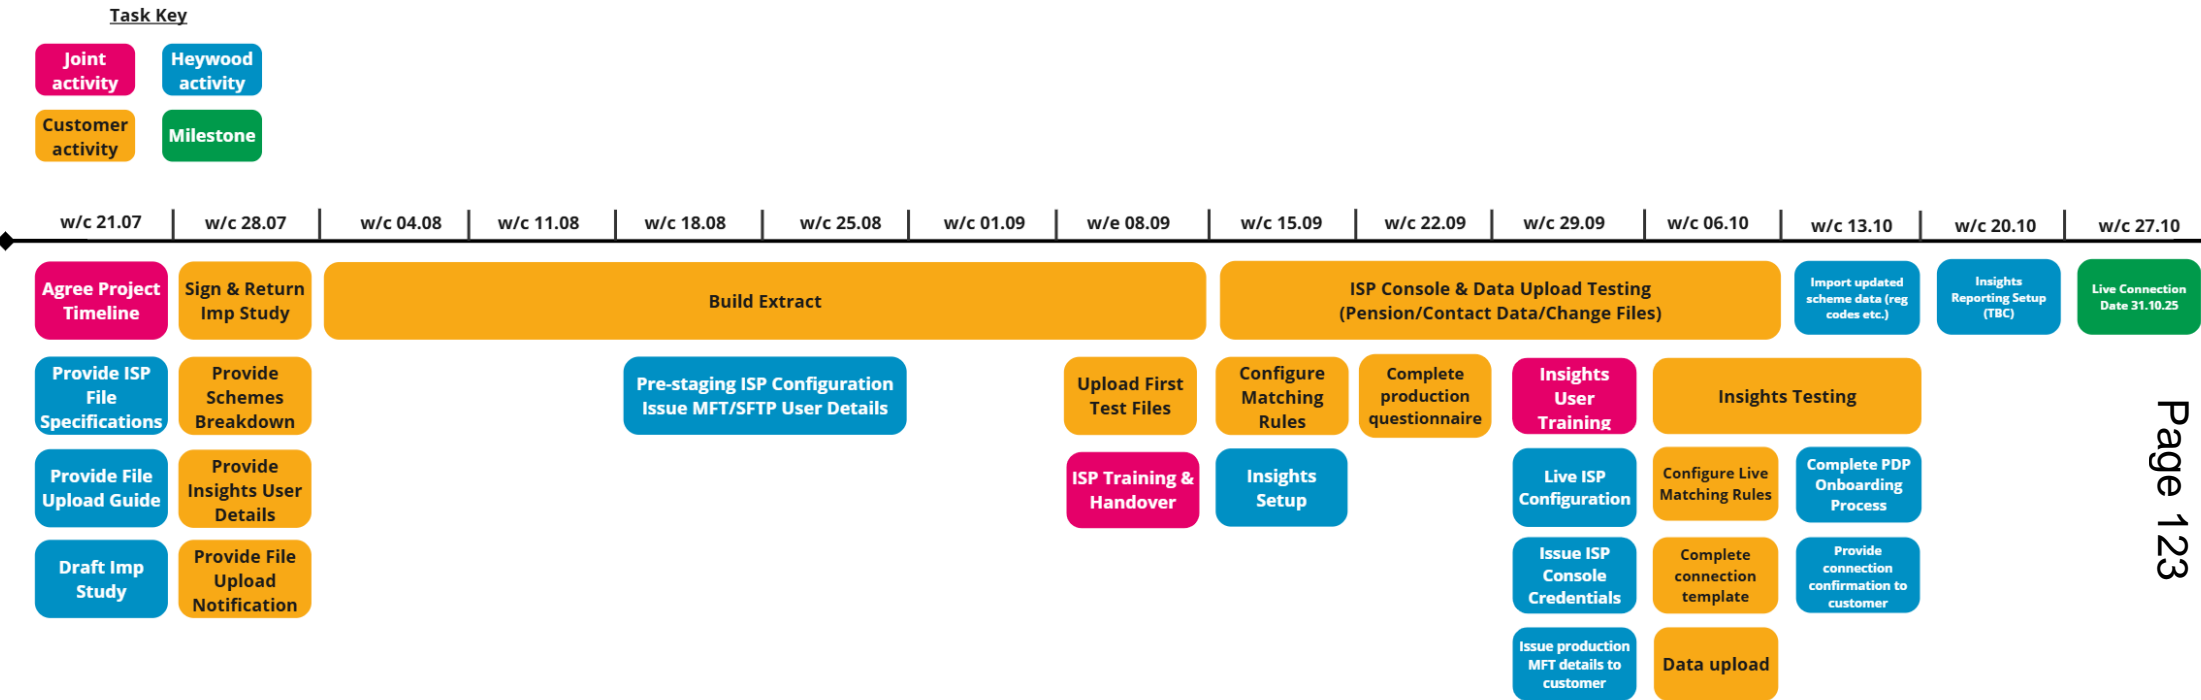 Task Key
Joint
activity
Heywood
activity
Customer
activity
Milestone
w/c 21.07
w/c 28.07
w/c 04.08
w/c 11.08
w/c 18.08
w/c 25.08
w/c 01.09
w/e 08.09
w/c 15.09
w/c 22.09
w/c 29.09
w/c 06.10
w/c 13.10
w/c 20.10
w/c 27.10
Agree Project
Timeline
Sign & Return
Imp Study
Build Extract
ISP Console & Data Upload Testing
(Pension/Contact Data/Change Files)
Import updated
scheme data (reg
codes etc.)
Insights
Reporting Setup
(TBC)
Live Connection
Date 31.10.25
Provide ISP
File
Specifications
Provide
Schemes
Breakdown
Pre-staging ISP Configuration
Issue MFT/SFTP User Details
Upload First
Test Files
Configure
Matching
Rules
Complete
production
questionnaire
Insights
User
Training
Insights Testing
Provide File
Upload Guide
Provide
Insights User
Details
ISP Training &
Handover
Insights
Setup
Live ISP
Configuration
Configure Live
Matching Rules
Complete PDP
Onboarding
Process
Draft Imp
Study
Provide File
Upload
Notification
Issue ISP
Console
Credentials
Complete
connection
template
Provide
connection
confirmation to
customer
Issue production
MFT details to
customer
Data upload
Page 123